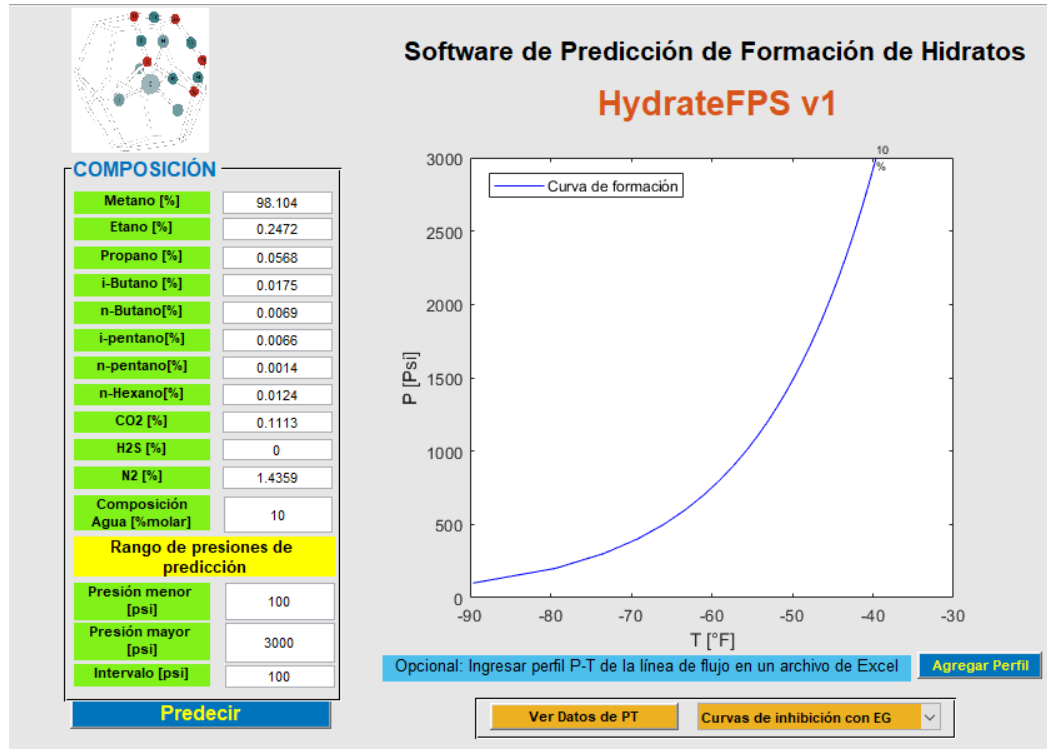 Software de Predicción de Formación de Hidratos
HydrateFPS v1
COMPOSICIÓN
Metano [%]
98.104
Etano [%]
0.2472
Propano [%]
0.0568
i-Butano [%]
0.0175
n-Butano[%]
0.0069
i-pentano[%]
0.0066
n-pentano[%]
0.0014
n-Hexano[%]
0.0124
CO2 [%]
0.1113
H2S [%]
0
N2 [%]
1.4359
Composición
Agua [%molar]
10
Rango de presiones de
predicción
Presión menor
[psi]
100
Presión mayor
[psi]
3000
Intervalo [psi]
100
Predecir
10
%
Curva de formación
3000
2500
2000
1500
1000
500
0
P [Psi]
-90
-80
-70
-60
-50
-40
-30
T [°F]
Opcional: Ingresar perfil P-T de la línea de flujo en un archivo de Excel
Agregar Perfil
Ver Datos de PT
Curvas de inhibición con EG